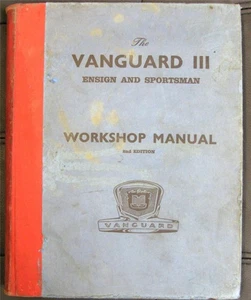 The
VANGUARD III
ENSIGN AND SPORTSMAN
WORKSHOP MANUAL
2nd EDITION
VANGUARD